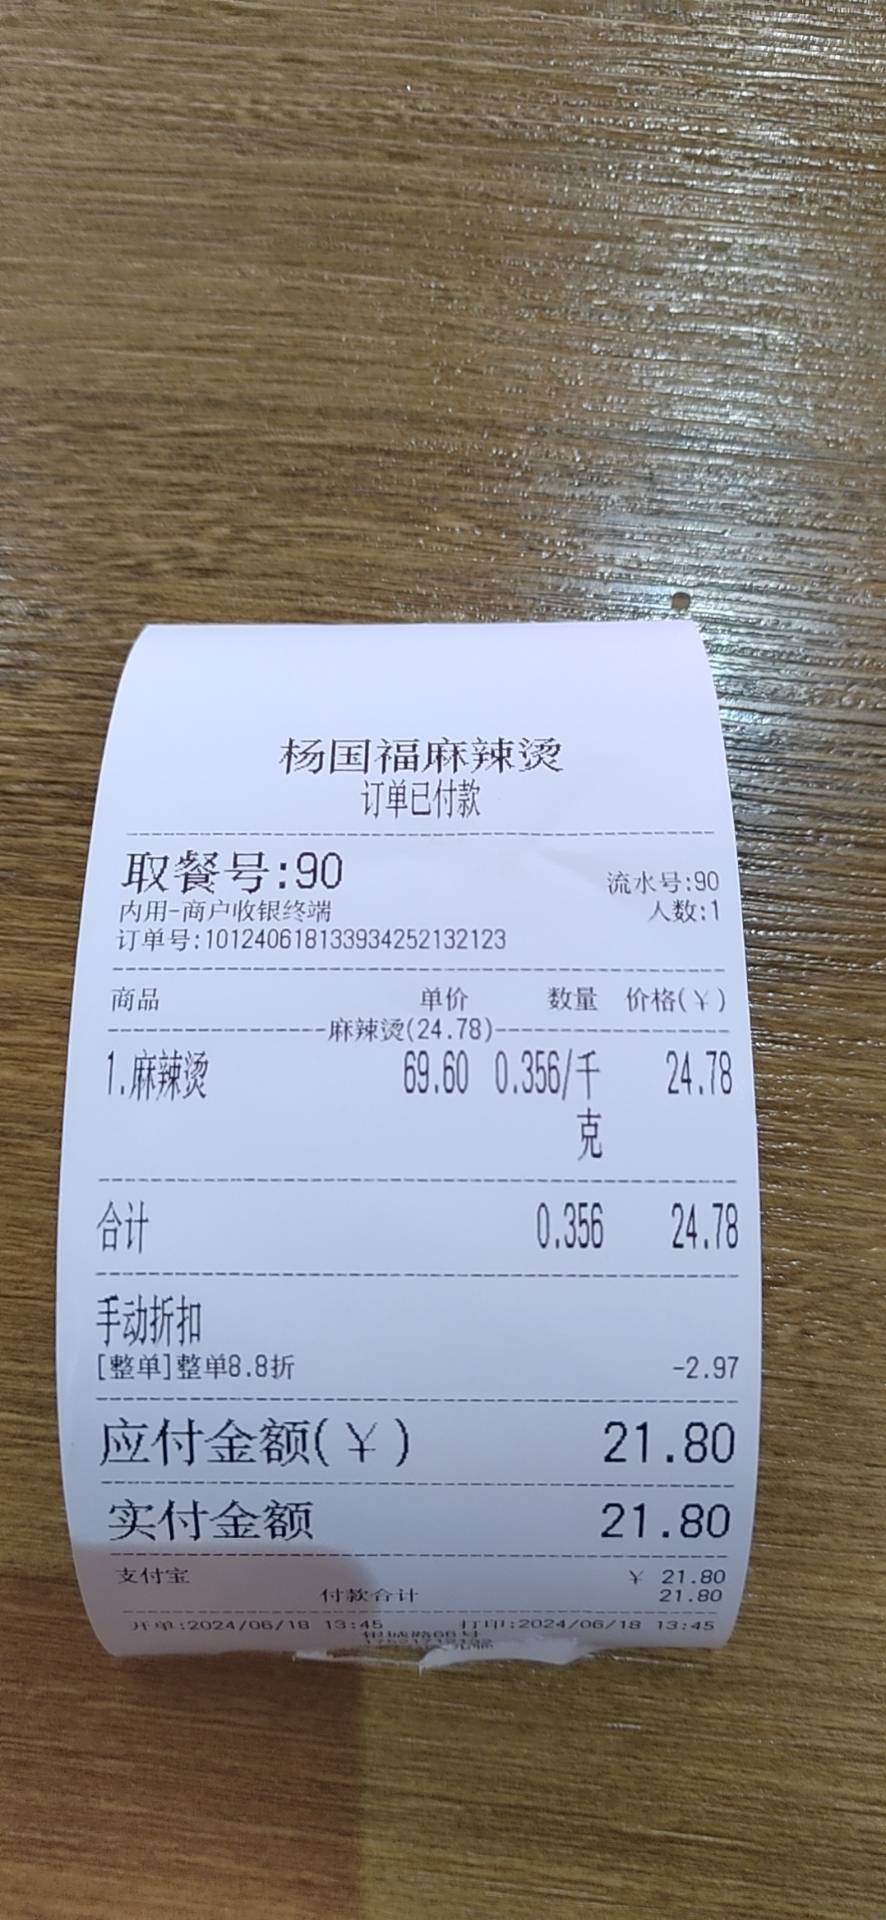 杨国福麻辣烫
订单已付款
取餐号:90 流水号:90
内用-商户收银终端 人数:1
订单号:101240618133934252132123
商品 单价 数量 价格(¥)
麻辣烫(24.78)
1.麻辣烫 69.60 0.356/千克 24.78
合计 0.356 24.78
手动折扣
[整单]整单8.8折 -2.97
应付金额(¥) 21.80
实付金额 21.80
支付宝 ¥ 21.80
付款合计 21.80
开单:2024/06/18 13:45 打印:2024/06/18 13:45